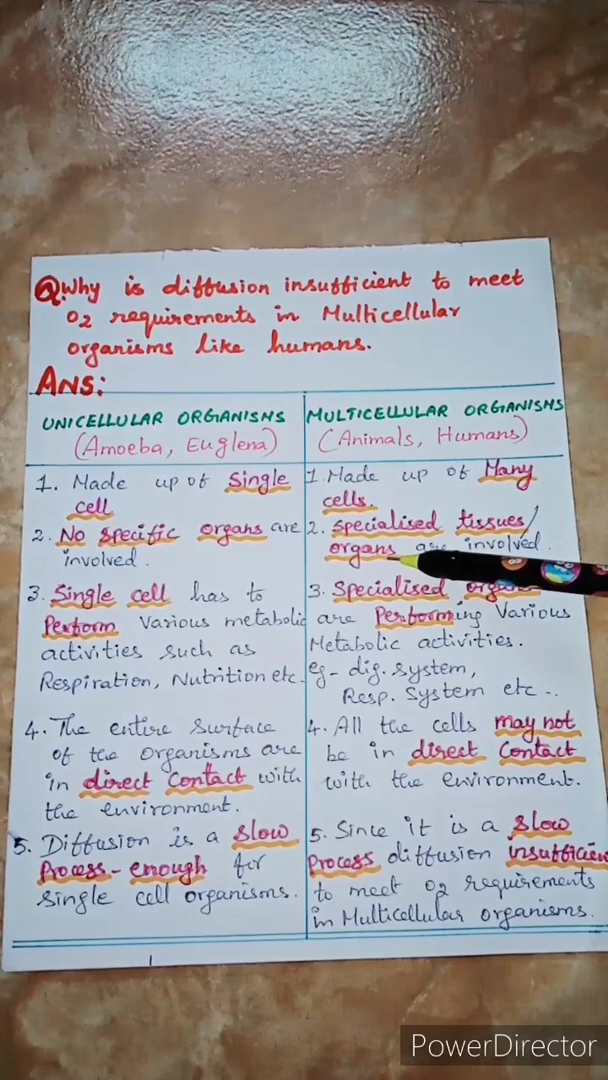 Q. Why is diffusion insufficient to meet
O2 requirements in Multicellular
organisms like humans.
ANS:
UNICELLULAR ORGANISMS
(Amoeba, Euglena)
1. Made up of Single
cell
2. No specific organs are
involved.
3. Single cell has to
Perform Various metabolic
activities such as
Respiration, Nutrition etc.
4. The entire surface
of the organisms are
in direct Contact with
the environment.
5. Diffusion is a slow
Process - enough for
single cell organisms.
MULTICELLULAR ORGANISMS
(Animals, Humans)
1. Made up of Many
cells.
2. specialised tissues/
organs are involved.
3. Specialised organs
are Performing Various
Metabolic activities.
eg - dig. system,
Resp. System etc..
4. All the cells may not
be in direct Contact
with the environment.
5. Since it is a slow
Process diffusion insufficien
to meet O2 requirements
in Multicellular organisms.
PowerDirector